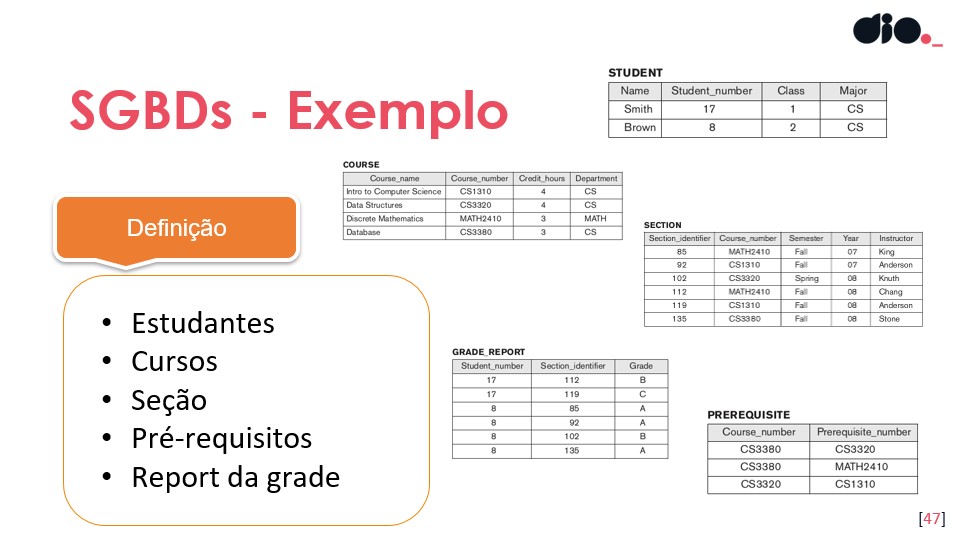 dio._
SGBDs - Exemplo
STUDENT
Name Student_number Class Major
Smith 17 1 CS
Brown 8 2 CS
COURSE
Course_name Course_number Credit_hours Department
Intro to Computer Science CS1310 4 CS
Data Structures CS3320 4 CS
Discrete Mathematics MATH2410 3 MATH
Database CS3380 3 CS
Definição
Estudantes
Cursos
Seção
Pré-requisitos
Report da grade
SECTION
Section_identifier Course_number Semester Year Instructor
85 MATH2410 Fall 07 King
92 CS1310 Fall 07 Anderson
102 CS3320 Spring 08 Knuth
112 MATH2410 Fall 08 Chang
119 CS1310 Fall 08 Anderson
135 CS3380 Fall 08 Stone
GRADE_REPORT
Student_number Section_identifier Grade
17 112 B
17 119 C
8 85 A
8 92 A
8 102 B
8 135 A
PREREQUISITE
Course_number Prerequisite_number
CS3380 CS3320
CS3380 MATH2410
CS3320 CS1310
[47]